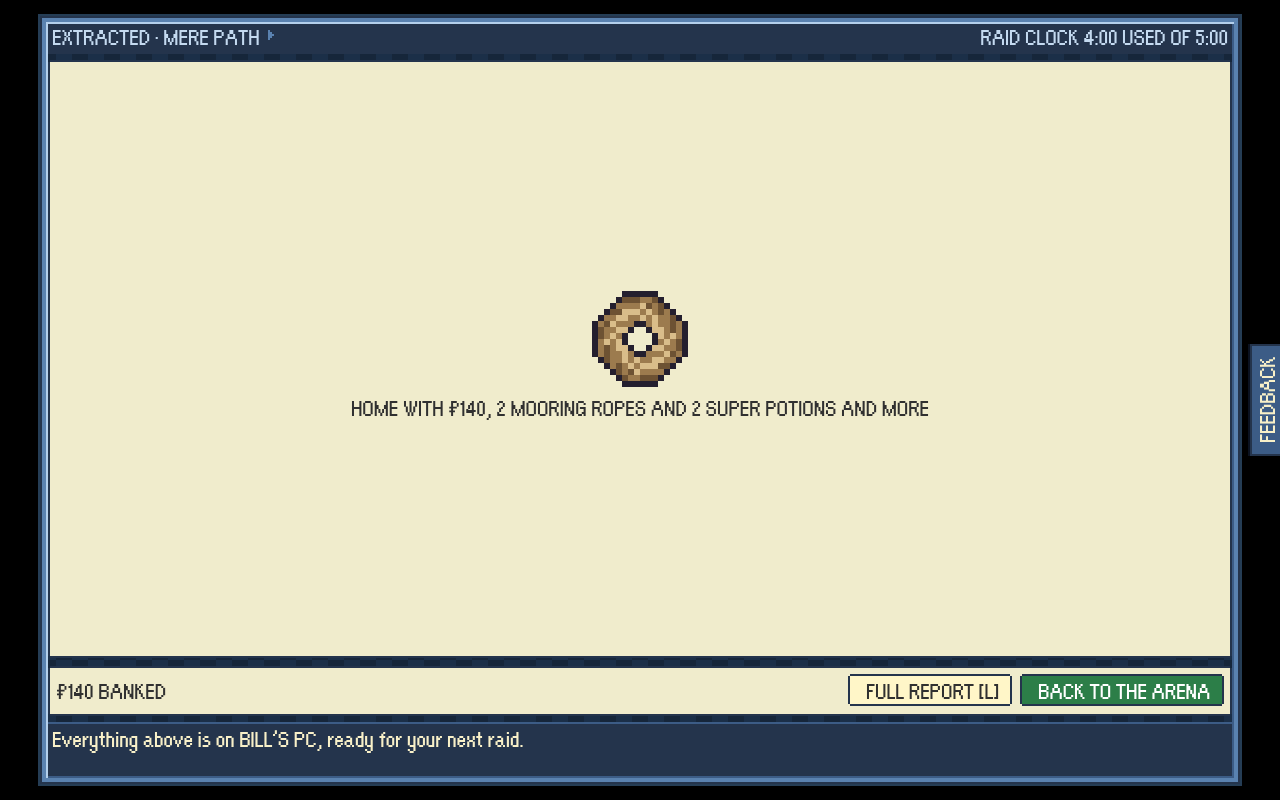 EXTRACTED · MERE PATH
RAID CLOCK 4:00 USED OF 5:00
HOME WITH ₽140, 2 MOORING ROPES AND 2 SUPER POTIONS AND MORE
FEEDBACK
₽140 BANKED
FULL REPORT [L]
BACK TO THE ARENA
Everything above is on BILL'S PC, ready for your next raid.